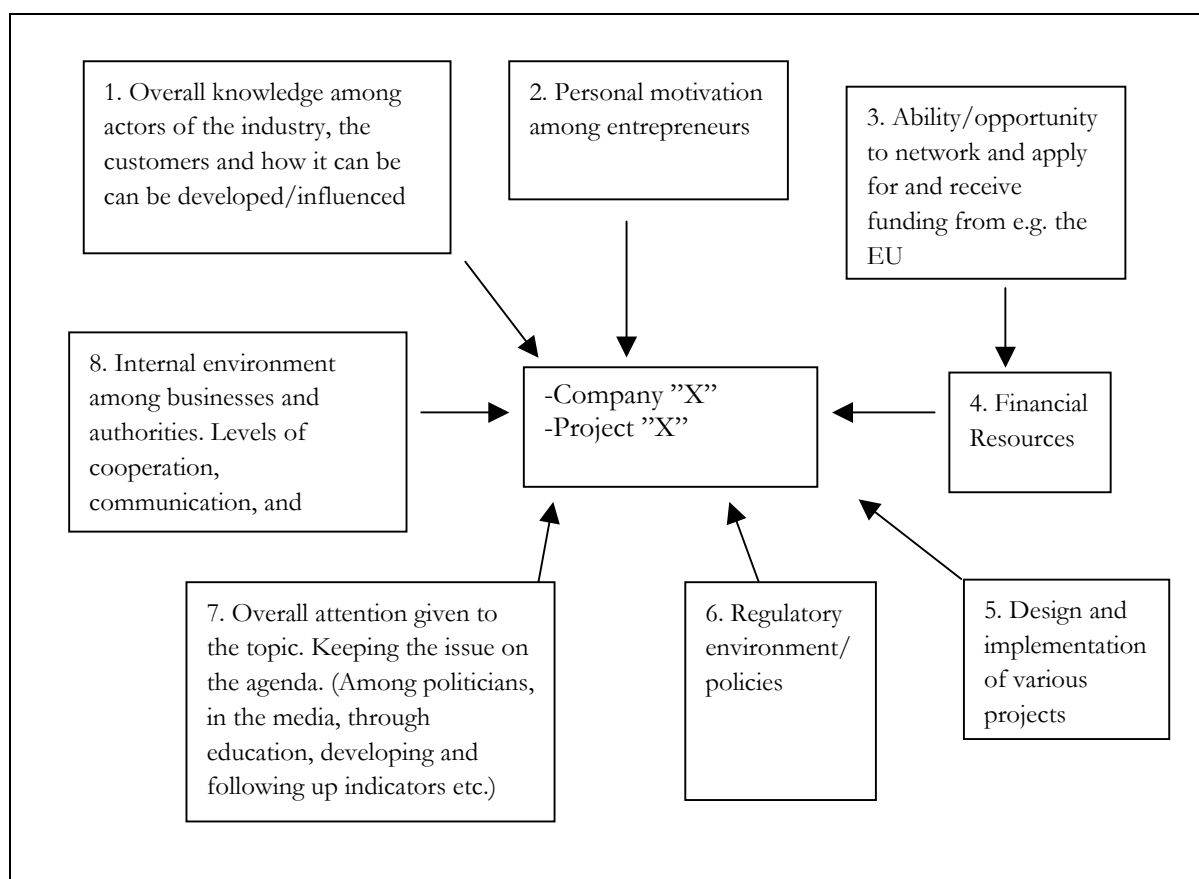 1. Overall knowledge among
actors of the industry, the
customers and how it can be
can be developed/influenced
2. Personal motivation
among entrepreneurs
3. Ability/opportunity
to network and apply
for and receive
funding from e.g. the
EU
8. Internal environment
among businesses and
authorities. Levels of
cooperation,
communication, and
-Company ”X”
-Project ”X”
4. Financial
Resources
7. Overall attention given to
the topic. Keeping the issue on
the agenda. (Among politicians,
in the media, through
education, developing and
following up indicators etc.)
6. Regulatory
environment/
policies
5. Design and
implementation
of various
projects